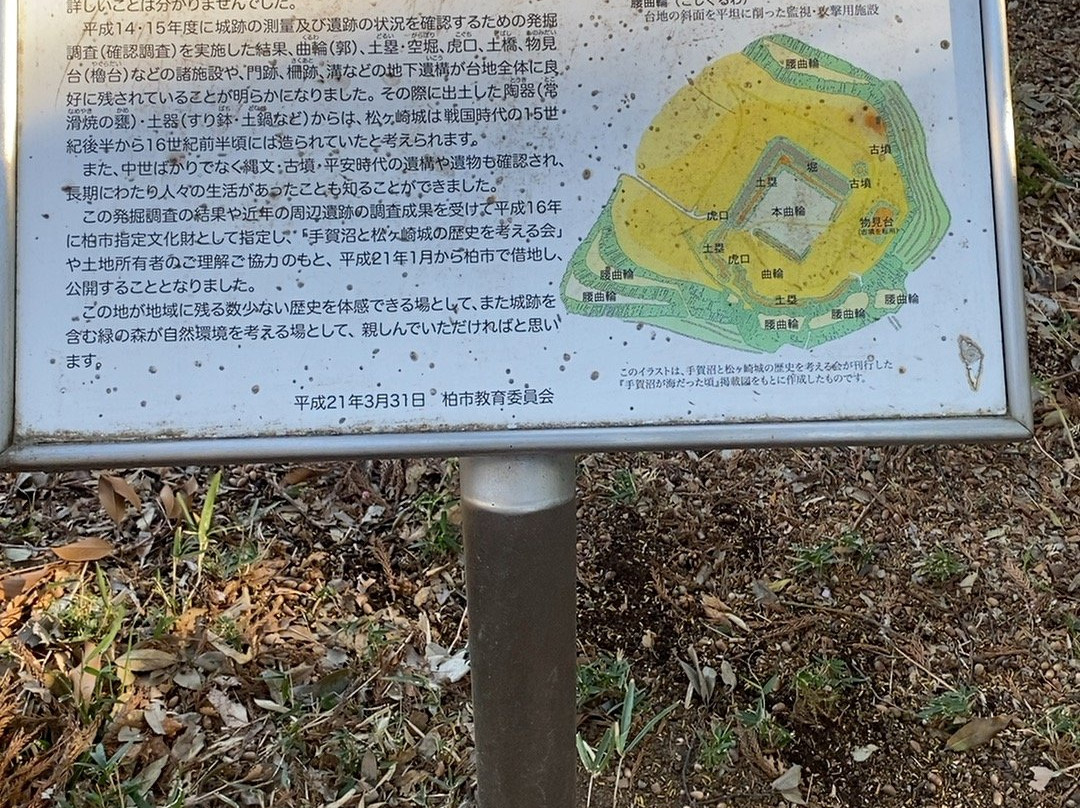 詳しいことは分かりませんでした。
平成14・15年度に城跡の測量及び遺跡の状況を確認するための発掘
調査(確認調査)を実施した結果、曲輪(郭)、土塁・空堀、虎口、土橋、物見
台(櫓台)などの諸施設や、門跡、柵跡、溝などの地下遺構が台地全体に良
好に残されていることが明らかになりました。その際に出土した陶器(常
滑焼の甕)・土器(すり鉢・土鍋など)からは、松ヶ崎城は戦国時代の15世
紀後半から16世紀前半頃には造られていたと考えられます。
また、中世ばかりでなく縄文・古墳・平安時代の遺構や遺物も確認され、
長期にわたり人々の生活があったことも知ることができました。
この発掘調査の結果や近年の周辺遺跡の調査成果を受けて平成16年
に柏市指定文化財として指定し、「手賀沼と松ヶ崎城の歴史を考える会」
や土地所有者のご理解ご協力のもと、平成21年1月から柏市で借地し、
公開することとなりました。
この地が地域に残る数少ない歴史を体感できる場として、また城跡を
含む緑の森が自然環境を考える場として、親しんでいただければと思い
ます。
平成21年3月31日 柏市教育委員会
腰曲輪(こしくるわ)
台地の斜面を平坦に削った監視・攻撃用施設
腰曲輪
古墳
堀
土塁
古墳
本曲輪
虎口
物見台
(古墳を転用)
土塁
虎口
曲輪
腰曲輪
腰曲輪
土塁
腰曲輪
腰曲輪
腰曲輪
このイラストは、手賀沼と松ヶ崎城の歴史を考える会が刊行した
『手賀沼が海だった頃』掲載図をもとに作成したものです。